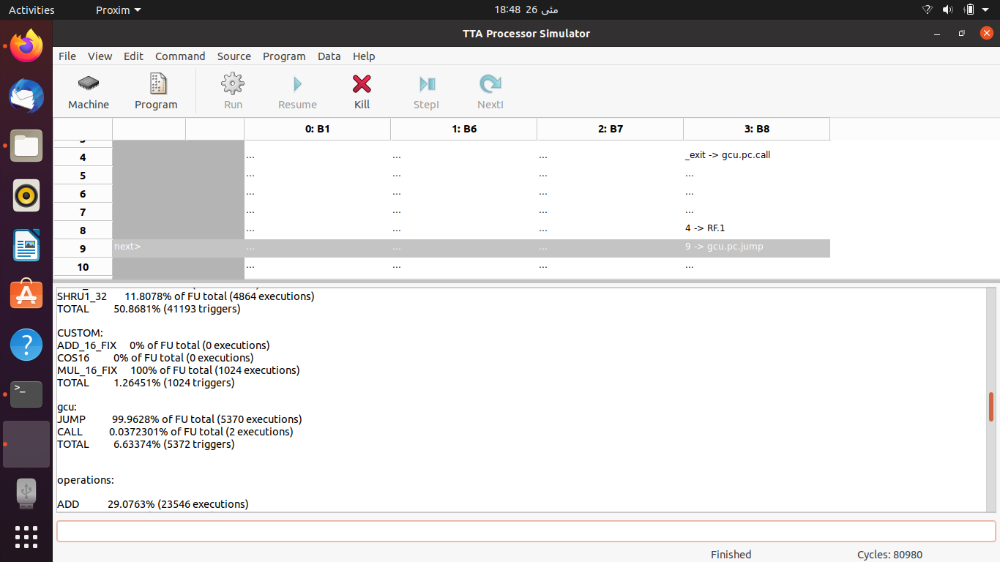 Activities Proxim 18:48 26 مئی
TTA Processor Simulator
File View Edit Command Source Program Data Help
Machine Program Run Resume Kill StepI NextI
0: B1 1: B6 2: B7 3: B8
4 ... ... ... _exit -> gcu.pc.call
5 ... ... ... ...
6 ... ... ... ...
7 ... ... ... ...
8 ... ... ... 4 -> RF.1
9 next> ... ... ... 9 -> gcu.pc.jump
10 ... ... ... ...
SHRU1_32 11.8078% of FU total (4864 executions)
TOTAL 50.8681% (41193 triggers)
CUSTOM:
ADD_16_FIX 0% of FU total (0 executions)
COS16 0% of FU total (0 executions)
MUL_16_FIX 100% of FU total (1024 executions)
TOTAL 1.26451% (1024 triggers)
gcu:
JUMP 99.9628% of FU total (5370 executions)
CALL 0.0372301% of FU total (2 executions)
TOTAL 6.63374% (5372 triggers)
operations:
ADD 29.0763% (23546 executions)
Finished Cycles: 80980